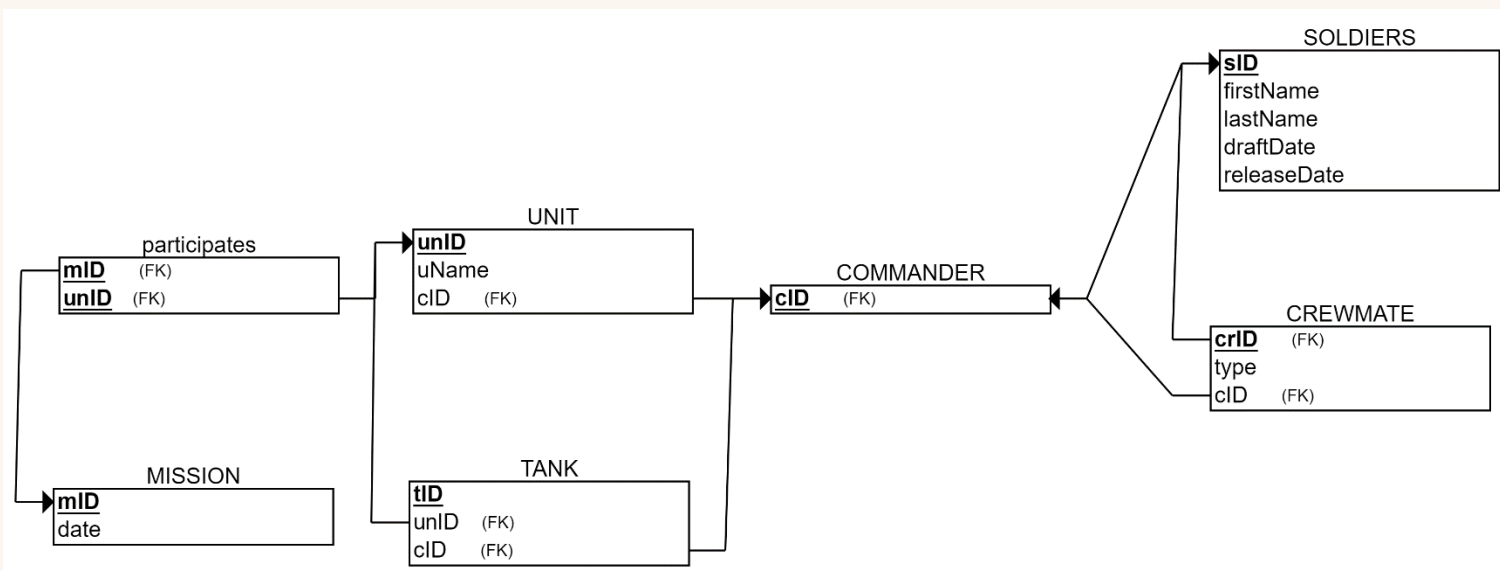 participates
mID (FK)
unID (FK)
MISSION
mID
date
UNIT
unID
uName
cID (FK)
TANK
tID
unID (FK)
cID (FK)
COMMANDER
cID (FK)
SOLDIERS
sID
firstName
lastName
draftDate
releaseDate
CREWMATE
crID (FK)
type
cID (FK)